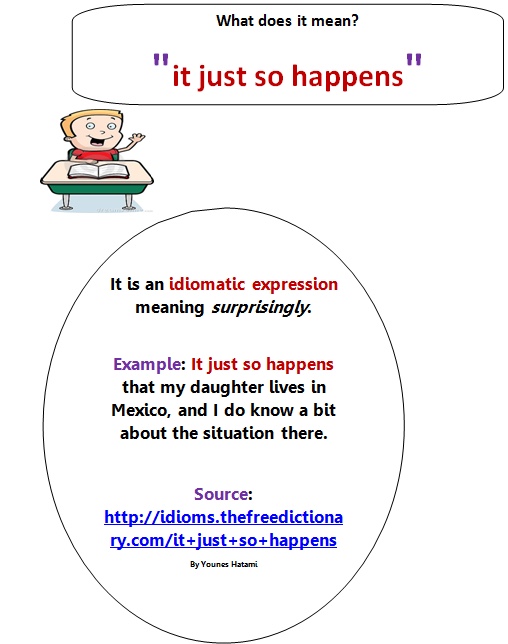 What does it mean?
"it just so happens"
It is an idiomatic expression
meaning surprisingly.
Example: It just so happens
that my daughter lives in
Mexico, and I do know a bit
about the situation there.
Source:
http://idioms.thefreedictiona
ry.com/it+just+so+happens
By Younes Hatami